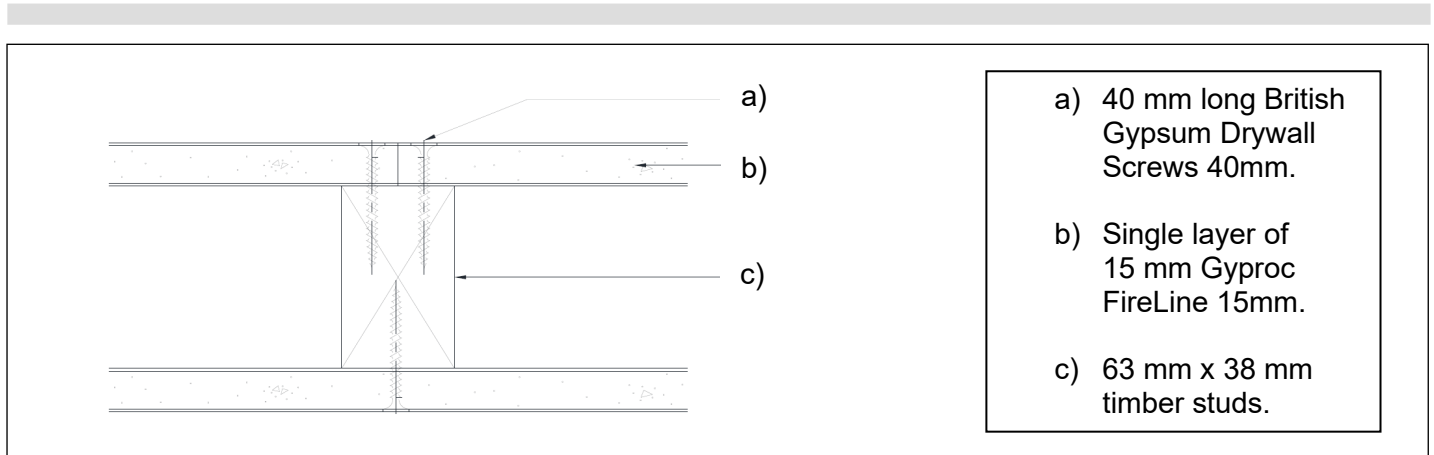 a)
b)
c)
a) 40 mm long British
Gypsum Drywall
Screws 40mm.
b) Single layer of
15 mm Gyproc
FireLine 15mm.
c) 63 mm x 38 mm
timber studs.